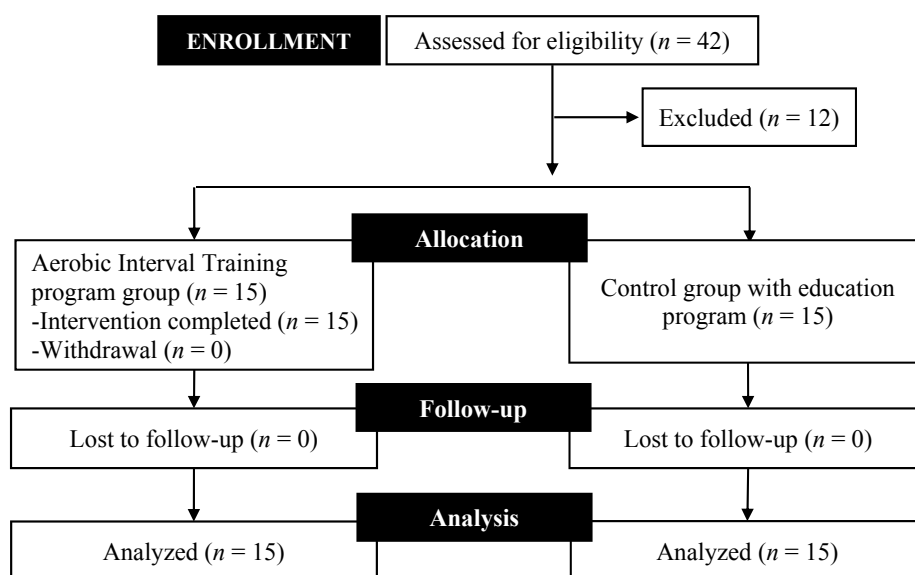 ENROLLMENT
Assessed for eligibility (n = 42)
Excluded (n = 12)
Allocation
Aerobic Interval Training
program group (n = 15)
-Intervention completed (n = 15)
-Withdrawal (n = 0)
Control group with education
program (n = 15)
Follow-up
Lost to follow-up (n = 0)
Lost to follow-up (n = 0)
Analysis
Analyzed (n = 15)
Analyzed (n = 15)